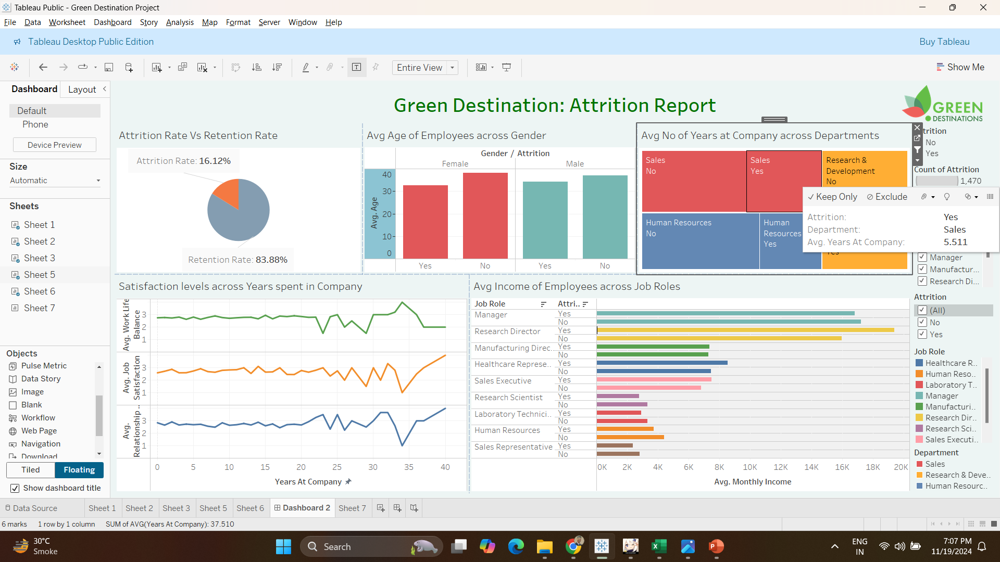 Tableau Public - Green Destination Project
File Data Worksheet Dashboard Story Analysis Map Format Server Window Help
Tableau Desktop Public Edition
Buy Tableau
Entire View
Show Me
Dashboard
Layout
Default
Phone
Device Preview
Size
Automatic
Sheets
Sheet 1
Sheet 2
Sheet 3
Sheet 5
Sheet 6
Sheet 7
Objects
Pulse Metric
Data Story
Image
Blank
Workflow
Web Page
Navigation
Download
Tiled
Floating
Show dashboard title
Green Destination: Attrition Report
GREEN
DESTINATIONS
Attrition Rate Vs Retention Rate
Attrition Rate: 16.12%
Retention Rate: 83.88%
Avg Age of Employees across Gender
Gender / Attrition
Female
Male
Avg. Age
40
30
20
10
0
Yes
No
Yes
No
Avg No of Years at Company across Departments
Sales
No
Sales
Yes
Research &
Development
No
Human Resources
No
Human
Resources
Yes
Yes
Keep Only
Exclude
Attrition: Yes
Department: Sales
Avg. Years At Company: 5.511
Satisfaction levels across Years spent in Company
Avg. Work Life
Balance
3
2
1
Avg. Job
Satisfaction
3
2
1
Avg.
Relationship ..
3
2
1
0 5 10 15 20 25 30 35 40
Years At Company
Avg Income of Employees across Job Roles
Job Role
Attri..
Manager
Yes
No
Research Director
Yes
No
Manufacturing Direc..
Yes
No
Healthcare Represe..
Yes
No
Sales Executive
Yes
No
Research Scientist
Yes
No
Laboratory Technici..
Yes
No
Human Resources
Yes
No
Sales Representative
Yes
No
0K 2K 4K 6K 8K 10K 12K 14K 16K 18K 20K
Avg. Monthly Income
trition
No
Yes
Count of Attrition
1,470
Manager
Manufactur...
Research Di...
Attrition
(All)
No
Yes
Job Role
Healthcare R..
Human Reso..
Laboratory T..
Manager
Manufacturi..
Research Dir..
Research Sci..
Sales Executi..
Department
Sales
Research & Deve..
Human Resourc..
Data Source
Sheet 1
Sheet 2
Sheet 3
Sheet 5
Sheet 6
Dashboard 2
Sheet 7
6 marks
1 row by 1 column
SUM of AVG(Years At Company): 37.510
30°C
Smoke
Search
ENG
IN
7:07 PM
11/19/2024